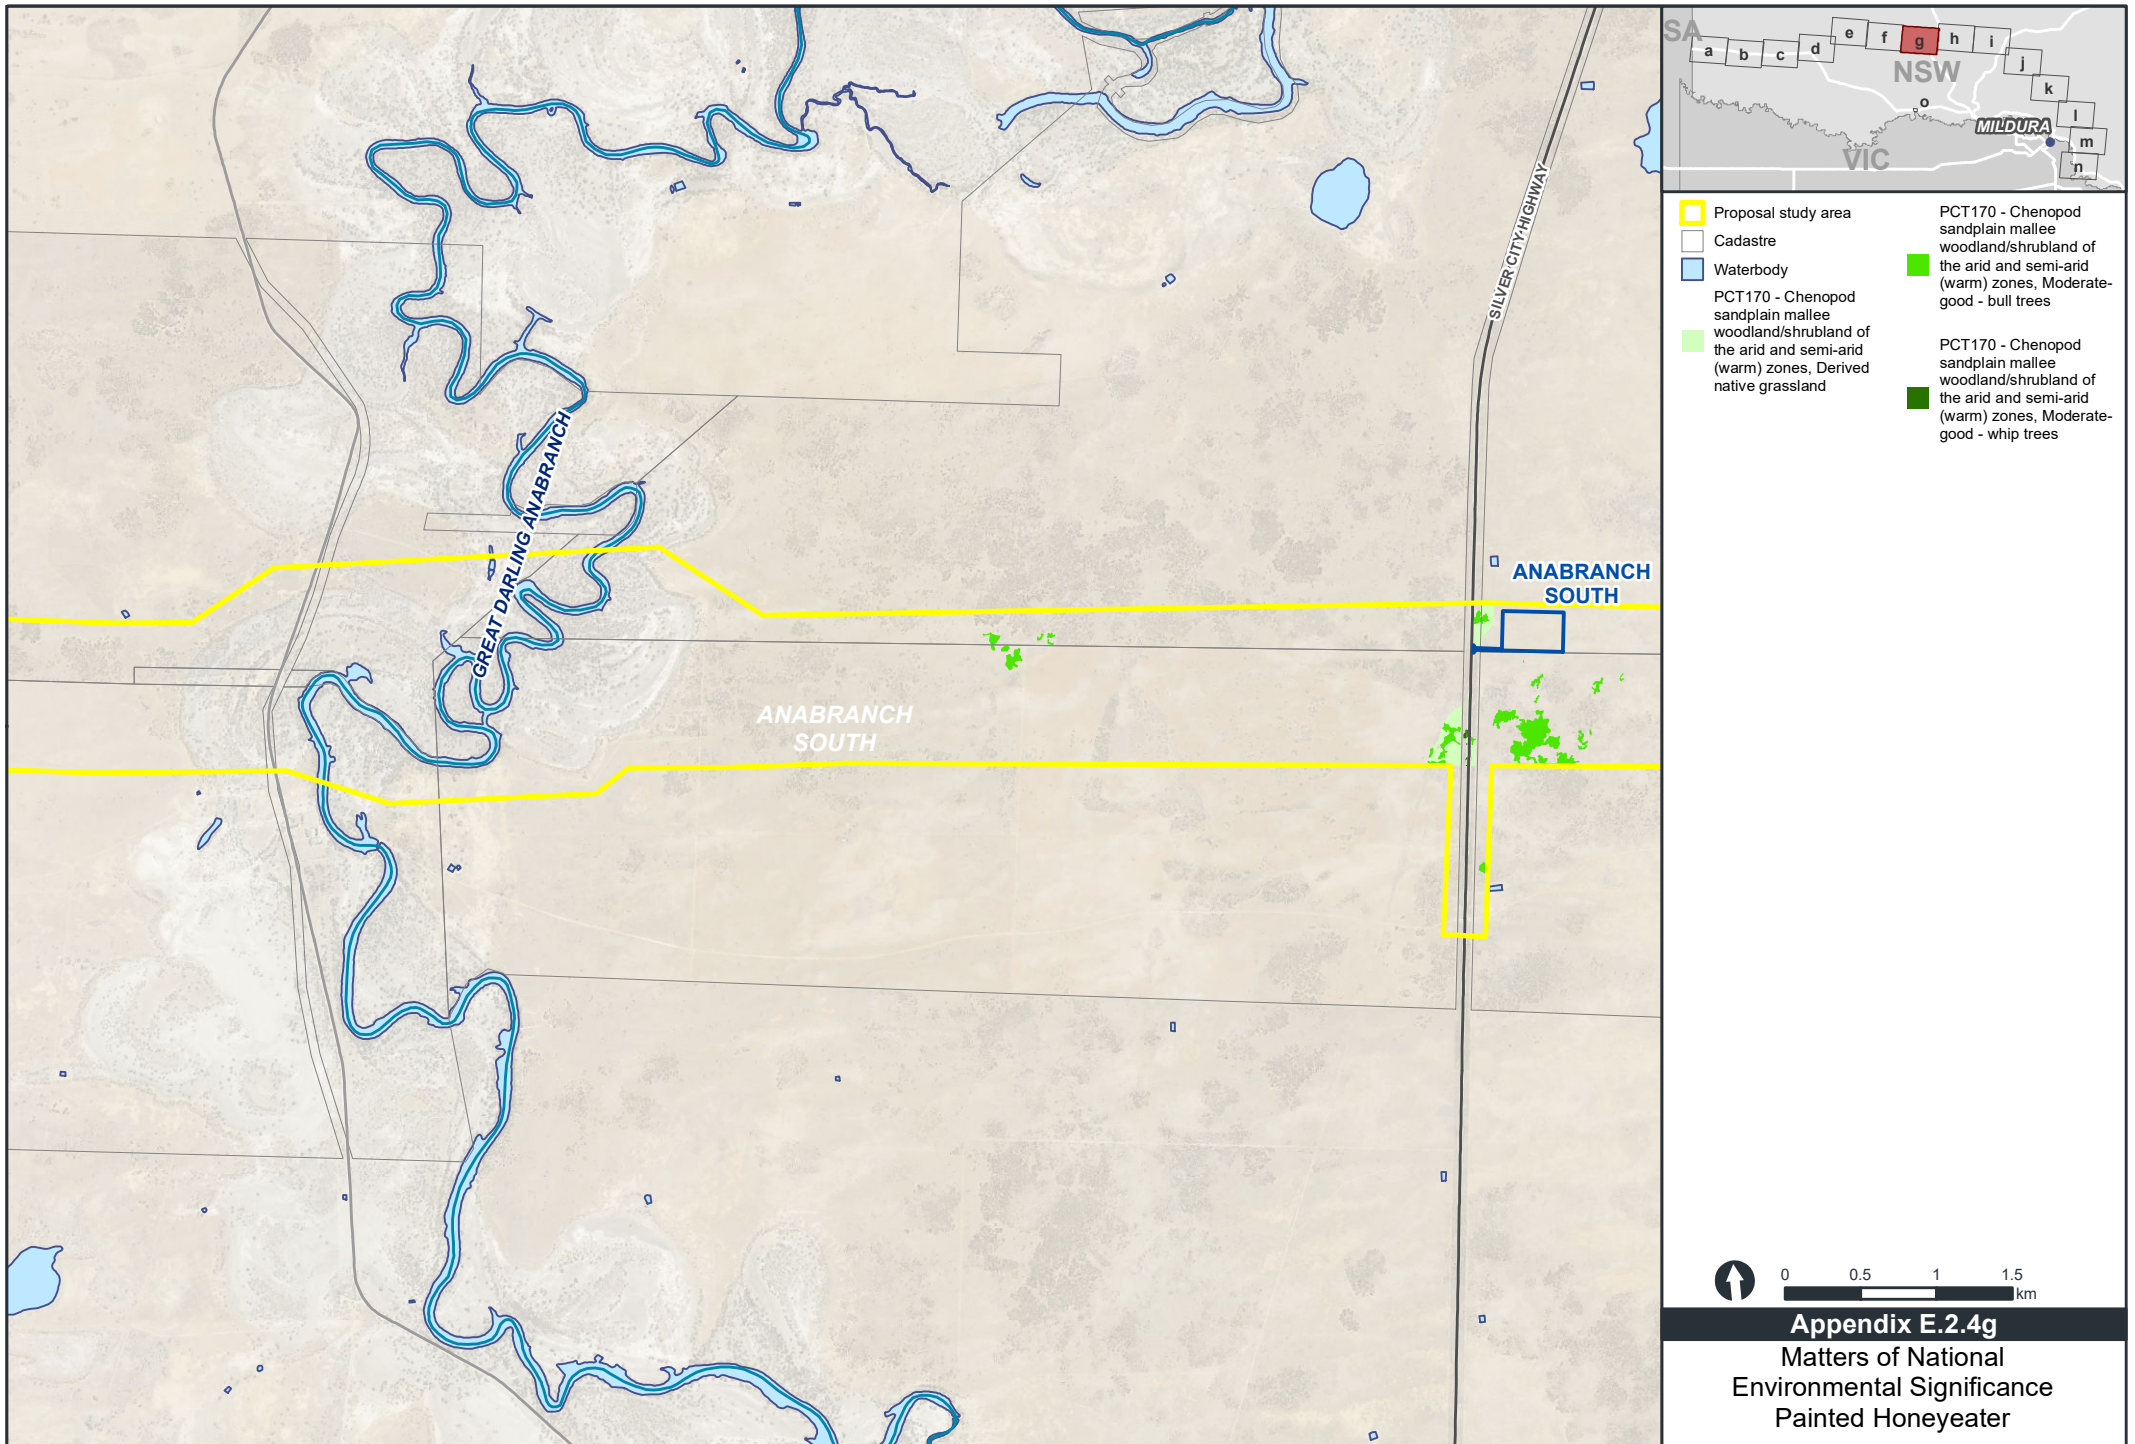 SA
a
b
c
d
e
f
g
h
i
j
k
l
m
n
o
NSW
MILDURA
VIC
Proposal study area
Cadastre
Waterbody
PCT170 - Chenopod
sandplain mallee
woodland/shrubland of
the arid and semi-arid
(warm) zones, Derived
native grassland
PCT170 - Chenopod
sandplain mallee
woodland/shrubland of
the arid and semi-arid
(warm) zones, Moderate-
good - bull trees
PCT170 - Chenopod
sandplain mallee
woodland/shrubland of
the arid and semi-arid
(warm) zones, Moderate-
good - whip trees
SILVER CITY HIGHWAY
GREAT DARLING ANABRANCH
ANABRANCH
SOUTH
ANABRANCH
SOUTH
0 0.5 1 1.5
km
Appendix E.2.4g
Matters of National
Environmental Significance
Painted Honeyeater